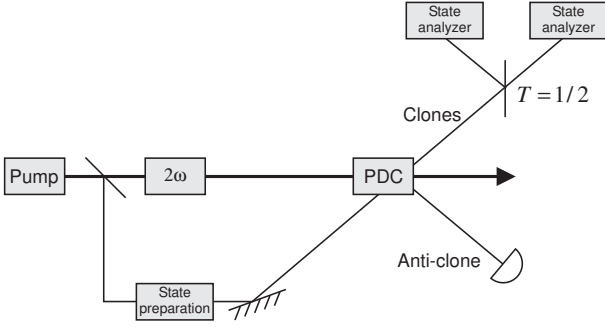 State
analyzer
State
analyzer
T = 1/2
Clones
Pump
2ω
PDC
Anti-clone
State
preparation